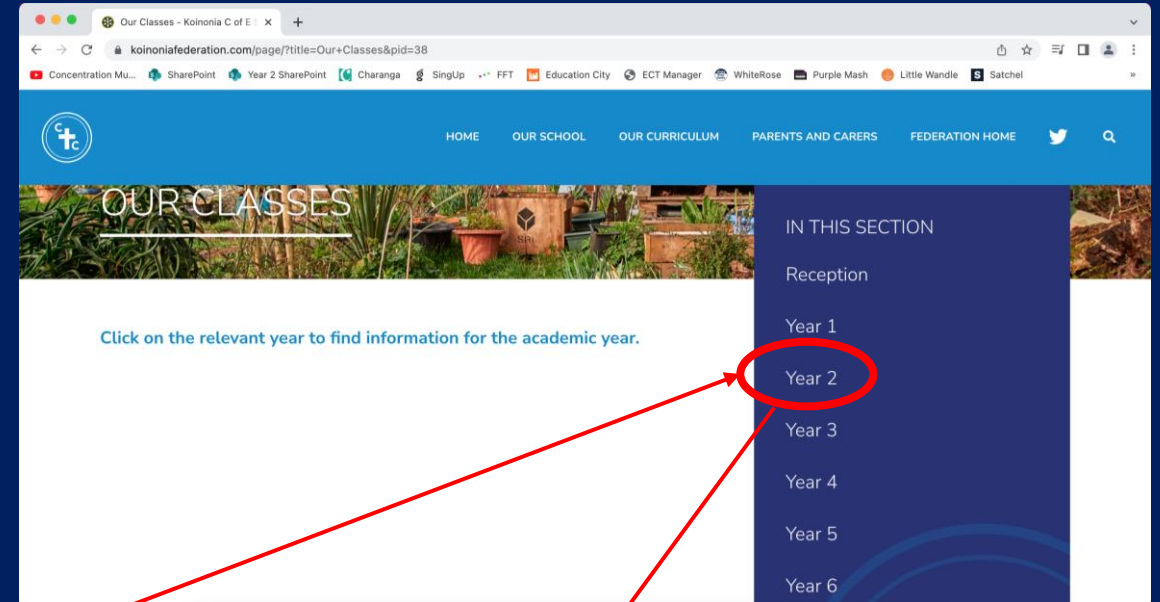 Our Classes - Koinonia C of E S
koinoniafederation.com/page/?title=Our+Classes&pid=38
Concentration Mu... SharePoint Year 2 SharePoint Charanga SingUp FFT Education City ECT Manager WhiteRose Purple Mash Little Wandle S Satchel
C T C
HOME OUR SCHOOL OUR CURRICULUM PARENTS AND CARERS FEDERATION HOME
OUR CLASSES
IN THIS SECTION
Reception
Click on the relevant year to find information for the academic year.
Year 1
Year 2
Year 3
Year 4
Year 5
Year 6